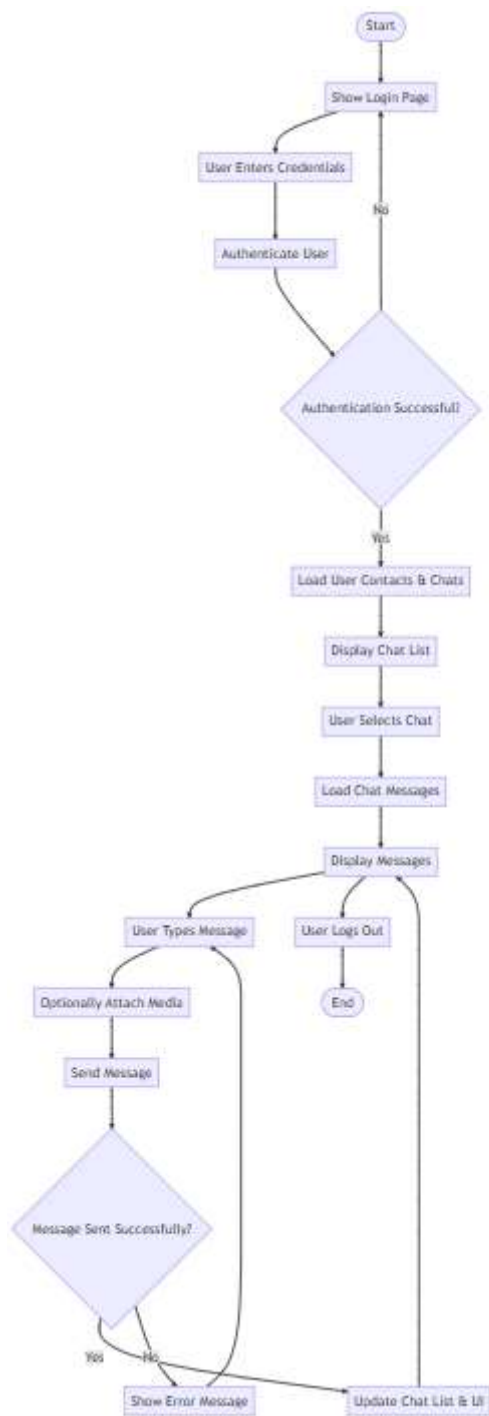 Start
Show Login Page
User Enters Credentials
No
Authenticate User
Authentication Successful?
Yes
Load User Contacts & Chats
Display Chat List
User Selects Chat
Load Chat Messages
Display Messages
User Types Message
User Logs Out
Optionally Attach Media
End
Send Message
Message Sent Successfully?
Yes
No
Show Error Message
Update Chat List & UI